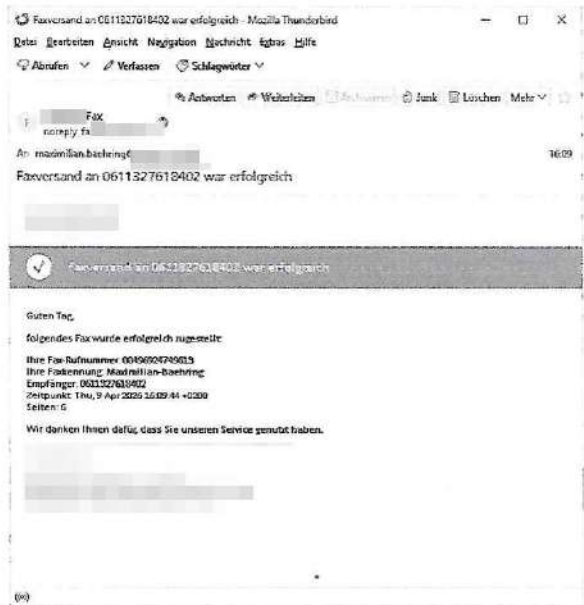 Faxversand an 0611327618402 war erfolgreich - Mozilla Thunderbird
Datei Bearbeiten Ansicht Navigation Nachricht Extras Hilfe
Abrufen Verfassen Schlagwörter
Antworten Weiterleiten Archivieren Junk Löschen Mehr
F Fax
noreply fa
An maximilian.baehring@ 16:09
Faxversand an 0611327618402 war erfolgreich
Faxversand an 0611327618402 war erfolgreich
Guten Tag,
folgendes Fax wurde erfolgreich zugestellt:
Ihre Fax-Rufnummer:
Ihre Faxkennung: Maximilian-Baehring
Empfänger: 0611327618402
Zeitpunkt: Thu, 9 Apr 2026 16:09:44 +0200
Seiten: 6
Wir danken Ihnen dafür, dass Sie unseren Service genutzt haben.